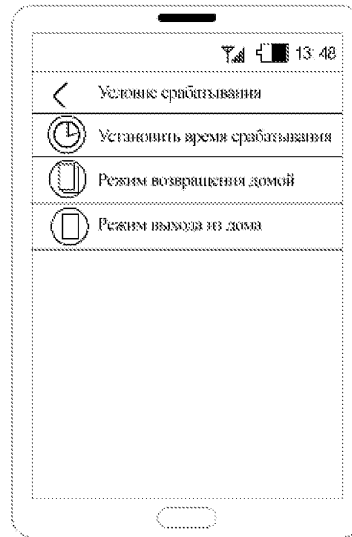 13:48
Условие срабатывания
Установить время срабатывания
Режим возвращения домой
Режим выхода из дома